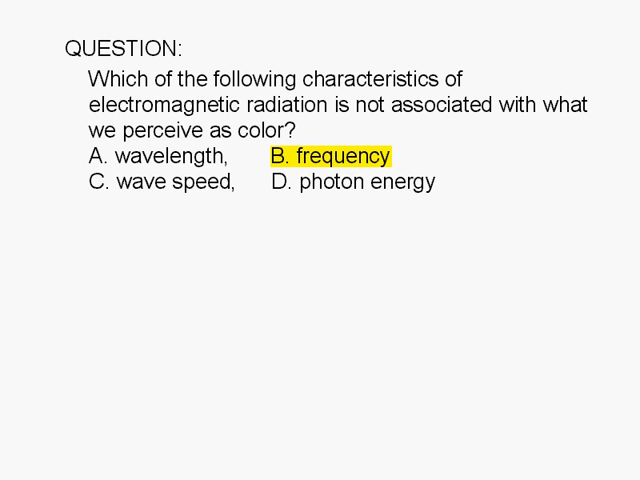 QUESTION:
Which of the following characteristics of
electromagnetic radiation is not associated with what
we perceive as color?
A. wavelength, B. frequency
C. wave speed, D. photon energy